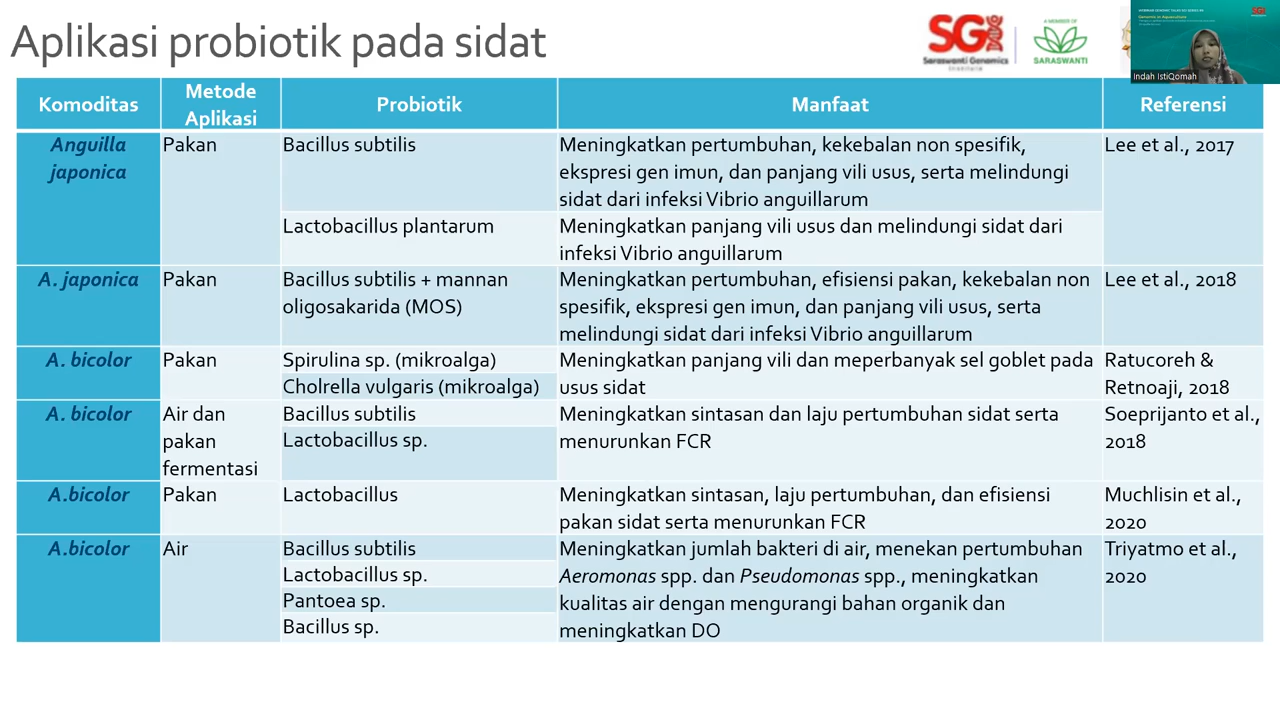 Aplikasi probiotik pada sidat
SGi
Saraswanti Genomics
Institute
A MEMBER OF
SARASWANTI
Genomic in Aquaculture
SGi
Indah IstiQomah
Komoditas
Metode
Aplikasi
Probiotik
Manfaat
Referensi
Anguilla
japonica
Pakan
Bacillus subtilis
Meningkatkan pertumbuhan, kekebalan non spesifik,
ekspresi gen imun, dan panjang vili usus, serta melindungi
sidat dari infeksi Vibrio anguillarum
Lee et al., 2017
Lactobacillus plantarum
Meningkatkan panjang vili usus dan melindungi sidat dari
infeksi Vibrio anguillarum
A. japonica
Pakan
Bacillus subtilis + mannan
oligosakarida (MOS)
Meningkatkan pertumbuhan, efisiensi pakan, kekebalan non
spesifik, ekspresi gen imun, dan panjang vili usus, serta
melindungi sidat dari infeksi Vibrio anguillarum
Lee et al., 2018
A. bicolor
Pakan
Spirulina sp. (mikroalga)
Cholrella vulgaris (mikroalga)
Meningkatkan panjang vili dan meperbanyak sel goblet pada
usus sidat
Ratucoreh &
Retnoaji, 2018
A. bicolor
Air dan
pakan
fermentasi
Bacillus subtilis
Lactobacillus sp.
Meningkatkan sintasan dan laju pertumbuhan sidat serta
menurunkan FCR
Soeprijanto et al.,
2018
A.bicolor
Pakan
Lactobacillus
Meningkatkan sintasan, laju pertumbuhan, dan efisiensi
pakan sidat serta menurunkan FCR
Muchlisin et al.,
2020
A.bicolor
Air
Bacillus subtilis
Lactobacillus sp.
Pantoea sp.
Bacillus sp.
Meningkatkan jumlah bakteri di air, menekan pertumbuhan
Aeromonas spp. dan Pseudomonas spp., meningkatkan
kualitas air dengan mengurangi bahan organik dan
meningkatkan DO
Triyatmo et al.,
2020